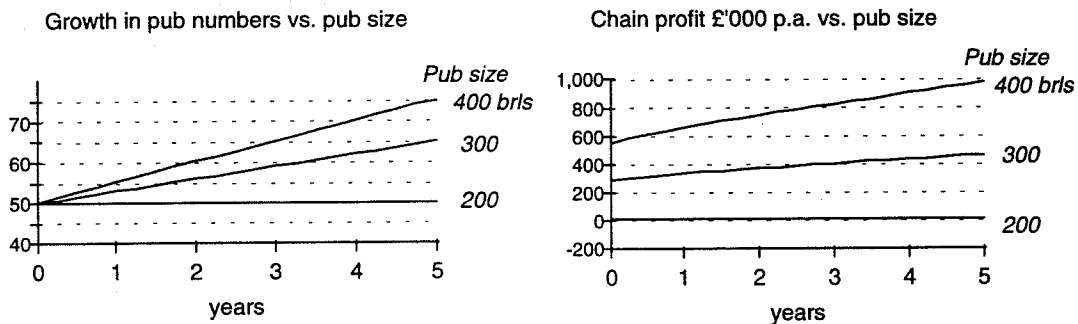 Growth in pub numbers vs. pub size
Pub size
400 brls
70
300
60
50
200
40
0 1 2 3 4 5
years
Chain profit £'000 p.a. vs. pub size
Pub size
1,000
400 brls
800
600
300
400
200
0
200
-200
0 1 2 3 4 5
years